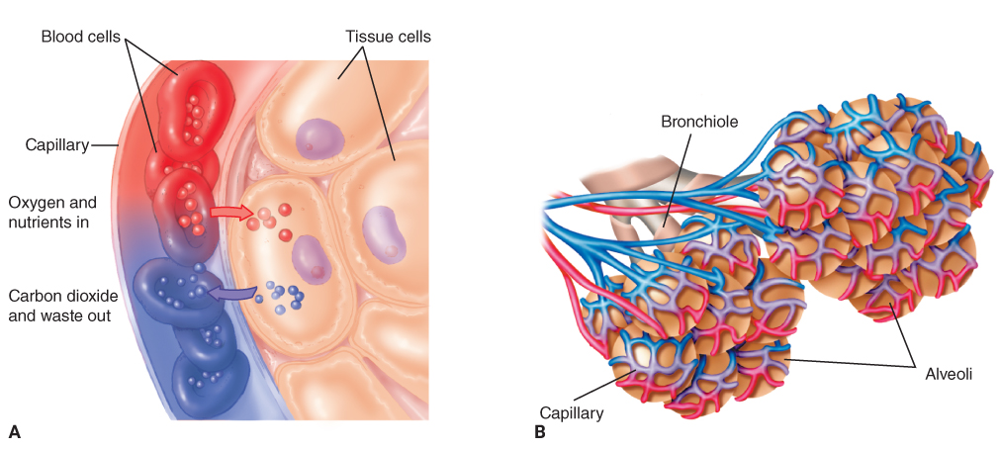 Blood cells
Tissue cells
Capillary
Oxygen and
nutrients in
Carbon dioxide
and waste out
A
Bronchiole
Alveoli
Capillary
B